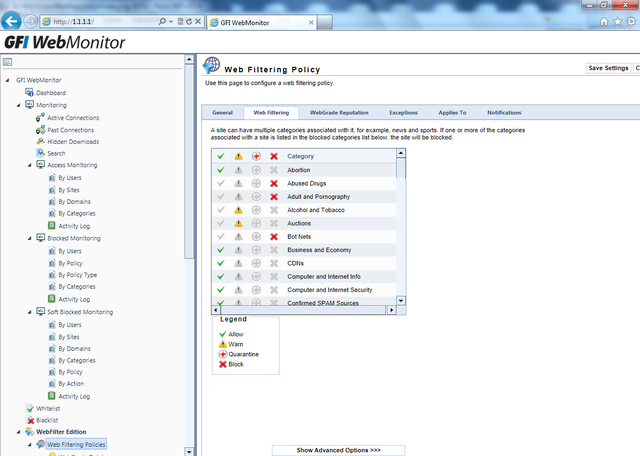 http://1.1.1.1/
GFI WebMonitor
GFI WebMonitor
GFI WebMonitor
Dashboard
Monitoring
Active Connections
Past Connections
Hidden Downloads
Search
Access Monitoring
By Users
By Sites
By Domains
By Categories
Activity Log
Blocked Monitoring
By Users
By Policy
By Policy Type
By Categories
Activity Log
Soft Blocked Monitoring
By Users
By Sites
By Domains
By Categories
By Policy
By Action
Activity Log
Whitelist
Blacklist
WebFilter Edition
Web Filtering Policies
Web Filtering Policy
Save Settings
Use this page to configure a web filtering policy.
General Web Filtering WebGrade Reputation Exceptions Applies To Notifications
A site can have multiple categories associated with it, for example, news and sports. If one or more of the categories
associated with a site is listed in the blocked categories list below, the site will be blocked.
Category
Abortion
Abused Drugs
Adult and Pornography
Alcohol and Tobacco
Auctions
Bot Nets
Business and Economy
CDNs
Computer and Internet Info
Computer and Internet Security
Confirmed SPAM Sources
Legend
Allow
Warn
Quarantine
Block
Show Advanced Options >>>